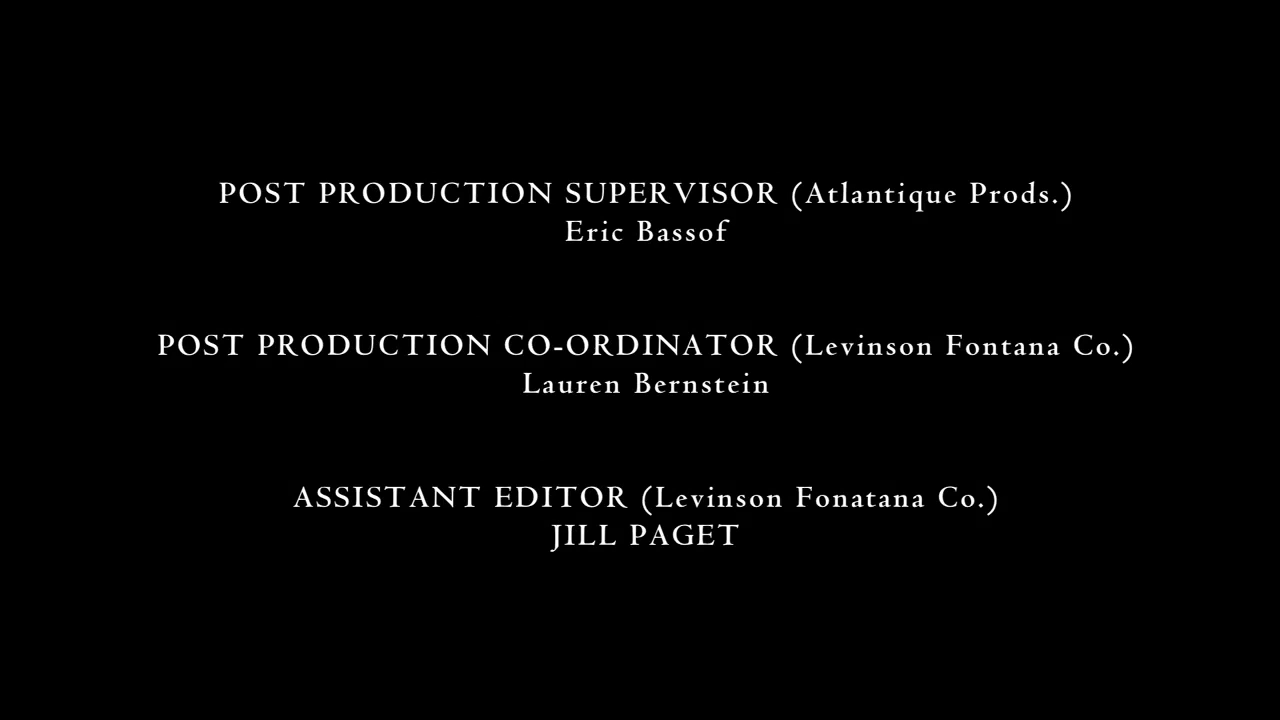 POST PRODUCTION SUPERVISOR (Atlantique Prods.)
Eric Bassof
POST PRODUCTION CO-ORDINATOR (Levinson Fontana Co.)
Lauren Bernstein
ASSISTANT EDITOR (Levinson Fonatana Co.)
JILL PAGET